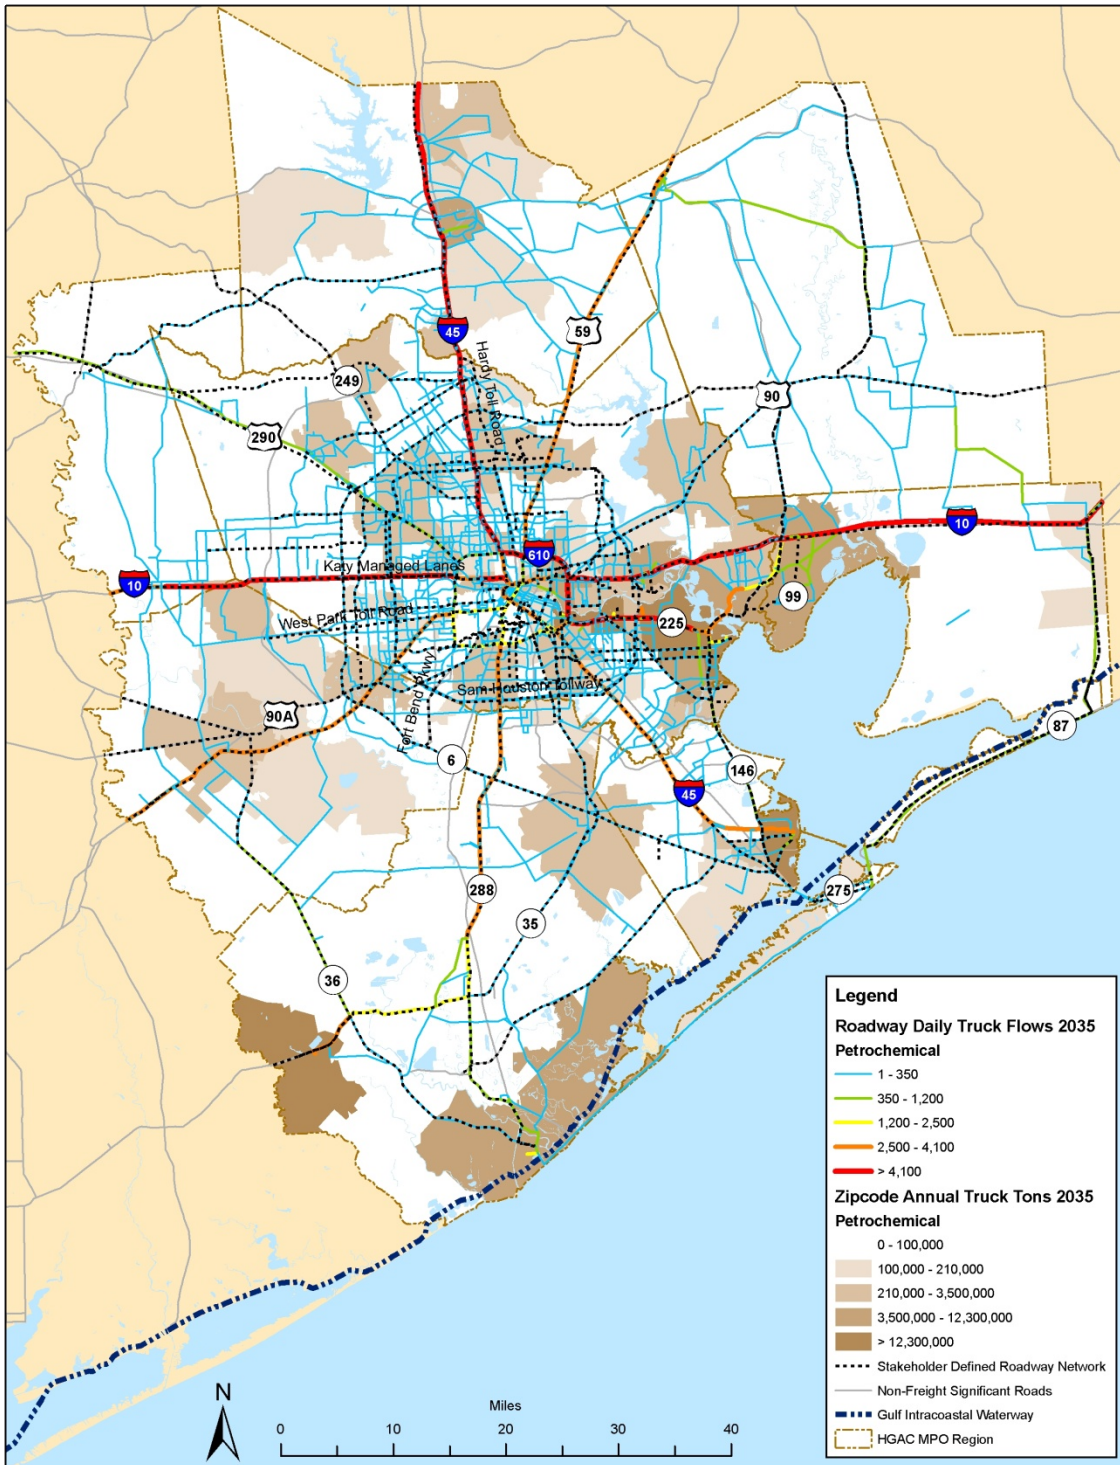 45
59
Hardy Toll Road
249
90
290
10
610
Katy Managed Lanes
10
99
West Park Toll Road
225
Sam Houston Tollway
Fort Bend Pkwy
90A
87
6
146
45
288
275
35
36
Legend
Roadway Daily Truck Flows 2035
Petrochemical
1 - 350
350 - 1,200
1,200 - 2,500
2,500 - 4,100
> 4,100
Zipcode Annual Truck Tons 2035
Petrochemical
0 - 100,000
100,000 - 210,000
210,000 - 3,500,000
3,500,000 - 12,300,000
> 12,300,000
Stakeholder Defined Roadway Network
Non-Freight Significant Roads
Gulf Intracoastal Waterway
HGAC MPO Region
N
Miles
0 10 20 30 40